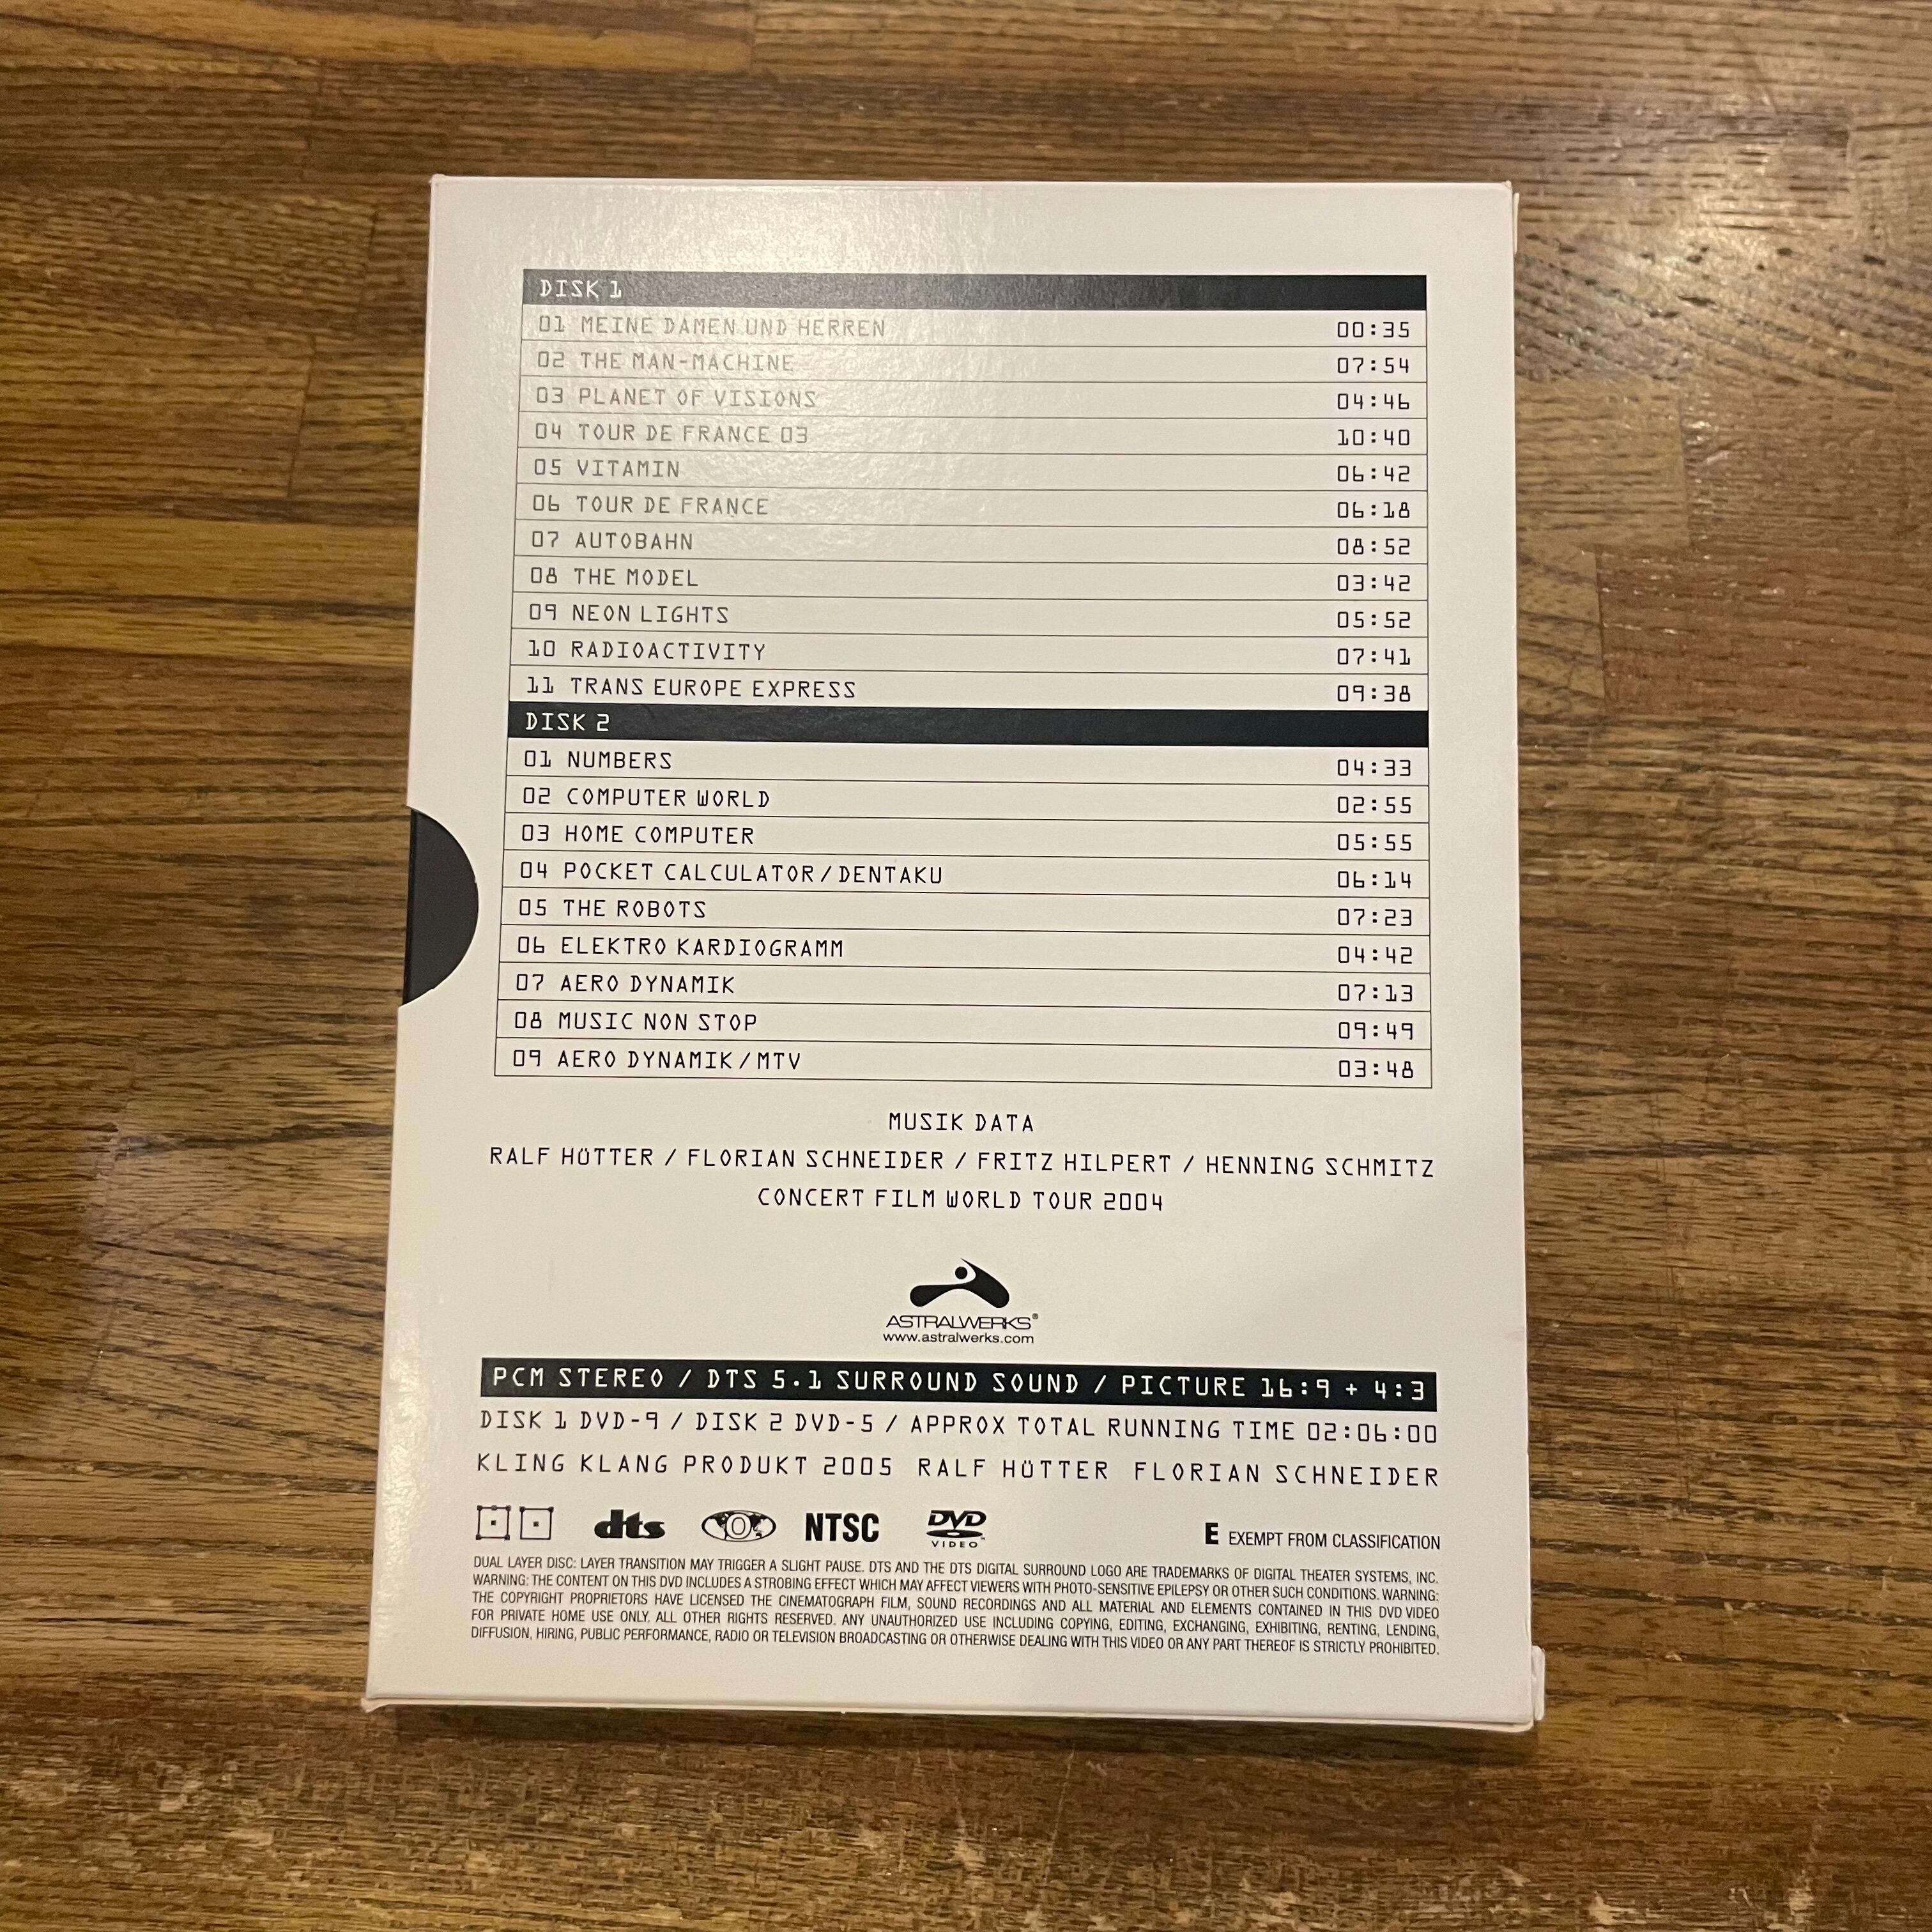 DISK 1
01 MEINE DAMEN UND HERREN 00:35
02 THE MAN-MACHINE 07:54
03 PLANET OF VISIONS 04:46
04 TOUR DE FRANCE 03 10:40
05 VITAMIN 06:42
06 TOUR DE FRANCE 06:18
07 AUTOBAHN 08:52
08 THE MODEL 03:42
09 NEON LIGHTS 05:52
10 RADIOACTIVITY 07:41
11 TRANS EUROPE EXPRESS 09:38
DISK 2
01 NUMBERS 04:33
02 COMPUTER WORLD 02:55
03 HOME COMPUTER 05:55
04 POCKET CALCULATOR/DENTAKU 06:14
05 THE ROBOTS 07:23
06 ELEKTRO KARDIOGRAMM 04:42
07 AERO DYNAMIK 07:13
08 MUSIC NON STOP 09:49
09 AERO DYNAMIK/MTV 03:48
MUSIK DATA
RALF HÜTTER / FLORIAN SCHNEIDER / FRITZ HILPERT / HENNING SCHMITZ
CONCERT FILM WORLD TOUR 2004
ASTRALWERKS®
www.astralwerks.com
PCM STEREO / DTS 5.1 SURROUND SOUND / PICTURE 16:9 + 4:3
DISK 1 DVD-9 / DISK 2 DVD-5 / APPROX TOTAL RUNNING TIME 02:06:00
KLING KLANG PRODUKT 2005 RALF HÜTTER FLORIAN SCHNEIDER
dts 0 NTSC DVD VIDEO E EXEMPT FROM CLASSIFICATION
DUAL LAYER DISC: LAYER TRANSITION MAY TRIGGER A SLIGHT PAUSE. DTS AND THE DTS DIGITAL SURROUND LOGO ARE TRADEMARKS OF DIGITAL THEATER SYSTEMS, INC.
WARNING: THE CONTENT ON THIS DVD INCLUDES A STROBING EFFECT WHICH MAY AFFECT VIEWERS WITH PHOTO-SENSITIVE EPILEPSY OR OTHER SUCH CONDITIONS. WARNING:
THE COPYRIGHT PROPRIETORS HAVE LICENSED THE CINEMATOGRAPH FILM, SOUND RECORDINGS AND ALL MATERIAL AND ELEMENTS CONTAINED IN THIS DVD VIDEO
FOR PRIVATE HOME USE ONLY. ALL OTHER RIGHTS RESERVED. ANY UNAUTHORIZED USE INCLUDING COPYING, EDITING, EXCHANGING, EXHIBITING, RENTING, LENDING,
DIFFUSION, HIRING, PUBLIC PERFORMANCE, RADIO OR TELEVISION BROADCASTING OR OTHERWISE DEALING WITH THIS VIDEO OR ANY PART THEREOF IS STRICTLY PROHIBITED.